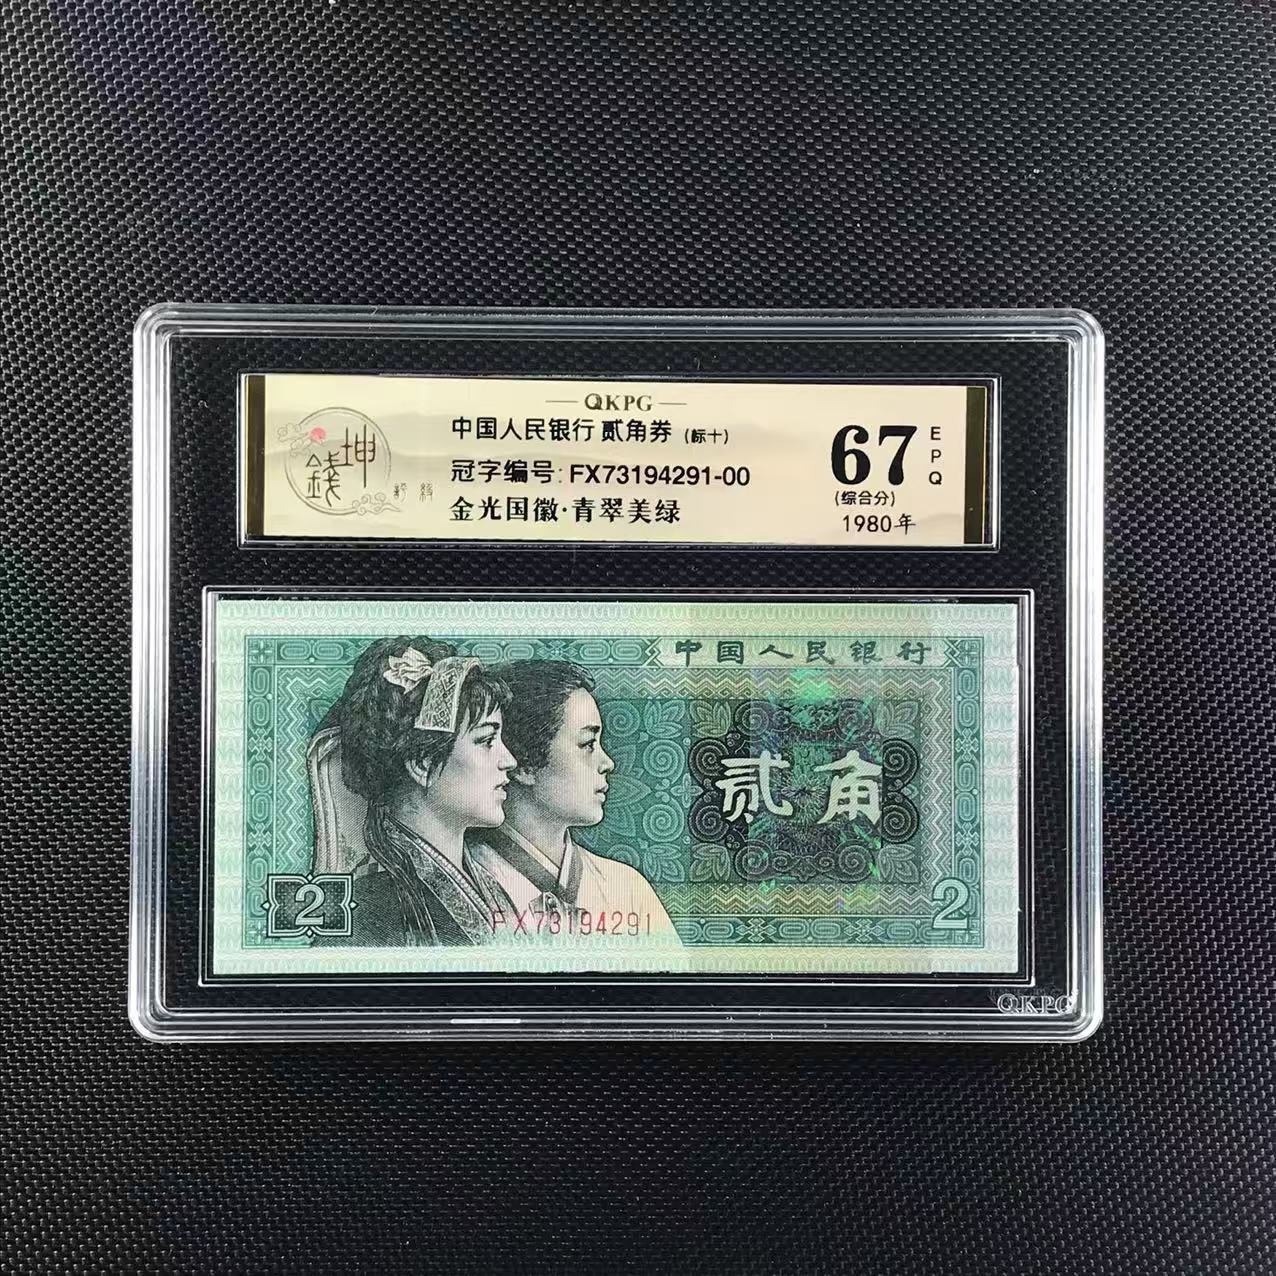 QKPG
中国人民银行 贰角券 (标十)
冠字编号: FX73194291-00
金光国徽·青翠美绿
坤
錢
67
EPQ
(综合分)
1980年
中国人民银行
贰角
2
2
FX73194291
QKPG